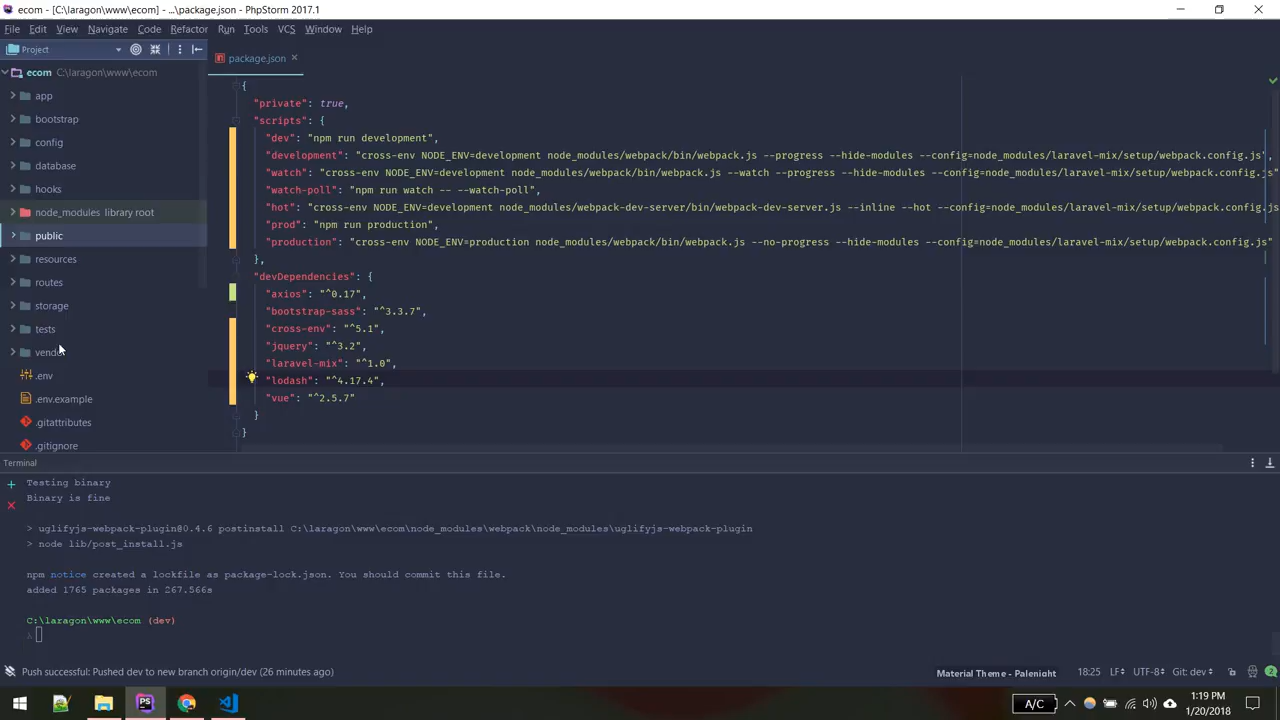 ecom - [C:\laragon\www\ecom] - ...\package.json - PhpStorm 2017.1
File Edit View Navigate Code Refactor Run Tools VCS Window Help
Project
package.json
ecom C:\laragon\www\ecom
app
bootstrap
config
database
hooks
node_modules library root
public
resources
routes
storage
tests
.env
.env.example
.gitattributes
.gitignore
{
"private": true,
"scripts": {
"dev": "npm run development",
"development": "cross-env NODE_ENV=development node_modules/webpack/bin/webpack.js --progress --hide-modules --config=node_modules/laravel-mix/setup/webpack.config.js",
"watch": "cross-env NODE_ENV=development node_modules/webpack/bin/webpack.js --watch --progress --hide-modules --config=node_modules/laravel-mix/setup/webpack.config.js
"watch-poll": "npm run watch -- --watch-poll",
"hot": "cross-env NODE_ENV=development node_modules/webpack-dev-server/bin/webpack-dev-server.js --inline --hot --config=node_modules/laravel-mix/setup/webpack.config.js
"prod": "npm run production",
"production": "cross-env NODE_ENV=production node_modules/webpack/bin/webpack.js --no-progress --hide-modules --config=node_modules/laravel-mix/setup/webpack.config.js"
},
"devDependencies": {
"axios": "^0.17",
"bootstrap-sass": "^3.3.7",
"cross-env": "^5.1",
"jquery": "^3.2",
"laravel-mix": "^1.0",
"lodash": "^4.17.4",
"vue": "^2.5.7"
}
}
Terminal
Testing binary
Binary is fine
> uglifyjs-webpack-plugin@0.4.6 postinstall C:\laragon\www\ecom\node_modules\webpack\node_modules\uglifyjs-webpack-plugin
> node lib/post_install.js
npm notice created a lockfile as package-lock.json. You should commit this file.
added 1765 packages in 267.566s
C:\laragon\www\ecom (dev)
Push successful: Pushed dev to new branch origin/dev (26 minutes ago)
Material Theme - Palenight
18:25 LF UTF-8 Git: dev
2
PS
A/C
1:19 PM
1/20/2018